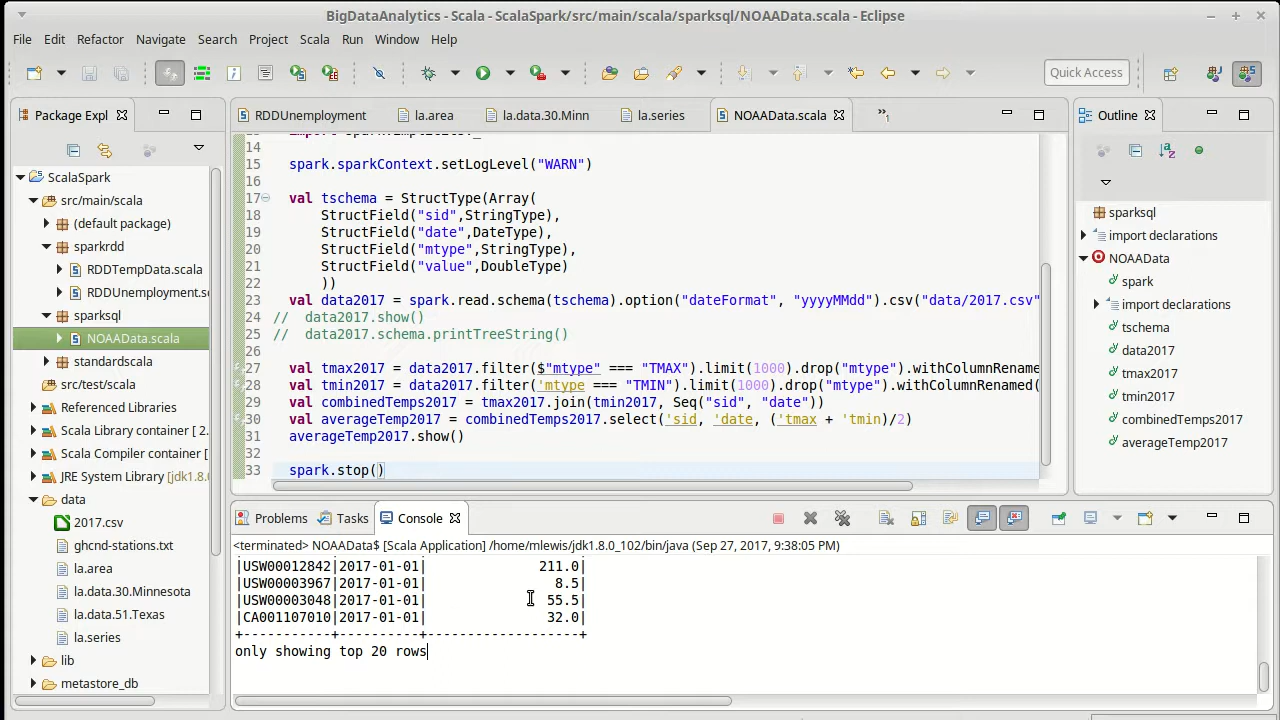 BigDataAnalytics - Scala - ScalaSpark/src/main/scala/sparksql/NOAAData.scala - Eclipse
File Edit Refactor Navigate Search Project Scala Run Window Help
Quick Access
Package Expl
ScalaSpark
src/main/scala
(default package)
sparkrdd
RDDTempData.scala
RDDUnemployment.sc
sparksql
NOAAData.scala
standardscala
src/test/scala
Referenced Libraries
Scala Library container [ 2.
Scala Compiler container [
JRE System Library [jdk1.8.0
data
2017.csv
ghcnd-stations.txt
la.area
la.data.30.Minnesota
la.data.51.Texas
la.series
lib
metastore_db
RDDUnemployment la.area la.data.30.Minn la.series NOAAData.scala »1
14
15 spark.sparkContext.setLogLevel("WARN")
16
17 val tschema = StructType(Array(
18 StructField("sid",StringType),
19 StructField("date",DateType),
20 StructField("mtype",StringType),
21 StructField("value",DoubleType)
22 ))
23 val data2017 = spark.read.schema(tschema).option("dateFormat", "yyyyMMdd").csv("data/2017.csv"
24 // data2017.show()
25 // data2017.schema.printTreeString()
26
27 val tmax2017 = data2017.filter($"mtype" === "TMAX").limit(1000).drop("mtype").withColumnRenamed
28 val tmin2017 = data2017.filter('mtype === "TMIN").limit(1000).drop("mtype").withColumnRenamed(
29 val combinedTemps2017 = tmax2017.join(tmin2017, Seq("sid", "date"))
30 val averageTemp2017 = combinedTemps2017.select('sid, 'date, ('tmax + 'tmin)/2)
31 averageTemp2017.show()
32
33 spark.stop()
Outline
sparksql
import declarations
NOAAData
spark
import declarations
tschema
data2017
tmax2017
tmin2017
combinedTemps2017
averageTemp2017
Problems Tasks Console
<terminated> NOAAData$ [Scala Application] /home/mlewis/jdk1.8.0_102/bin/java (Sep 27, 2017, 9:38:05 PM)
|USW00012842|2017-01-01| 211.0|
|USW00003967|2017-01-01| 8.5|
|USW00003048|2017-01-01| 55.5|
|CA001107010|2017-01-01| 32.0|
+-----------+----------+-------------------+
only showing top 20 rows